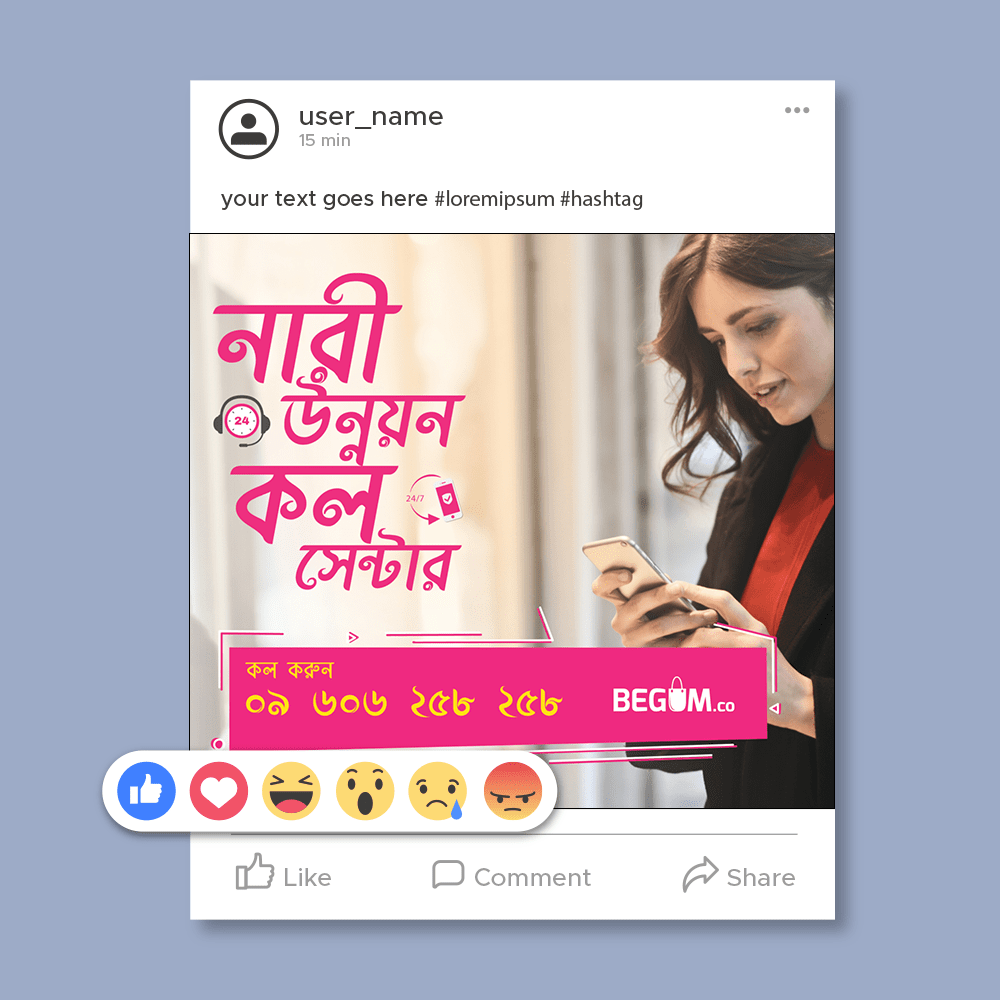 user_name
15 min
your text goes here #loremipsum #hashtag
নারী
24
উন্নয়ন
কল
24/7
সেন্টার
কল করুন
০৯ ৬০৬ ২৫৮ ২৫৮
BEGUM.co
Like
Comment
Share